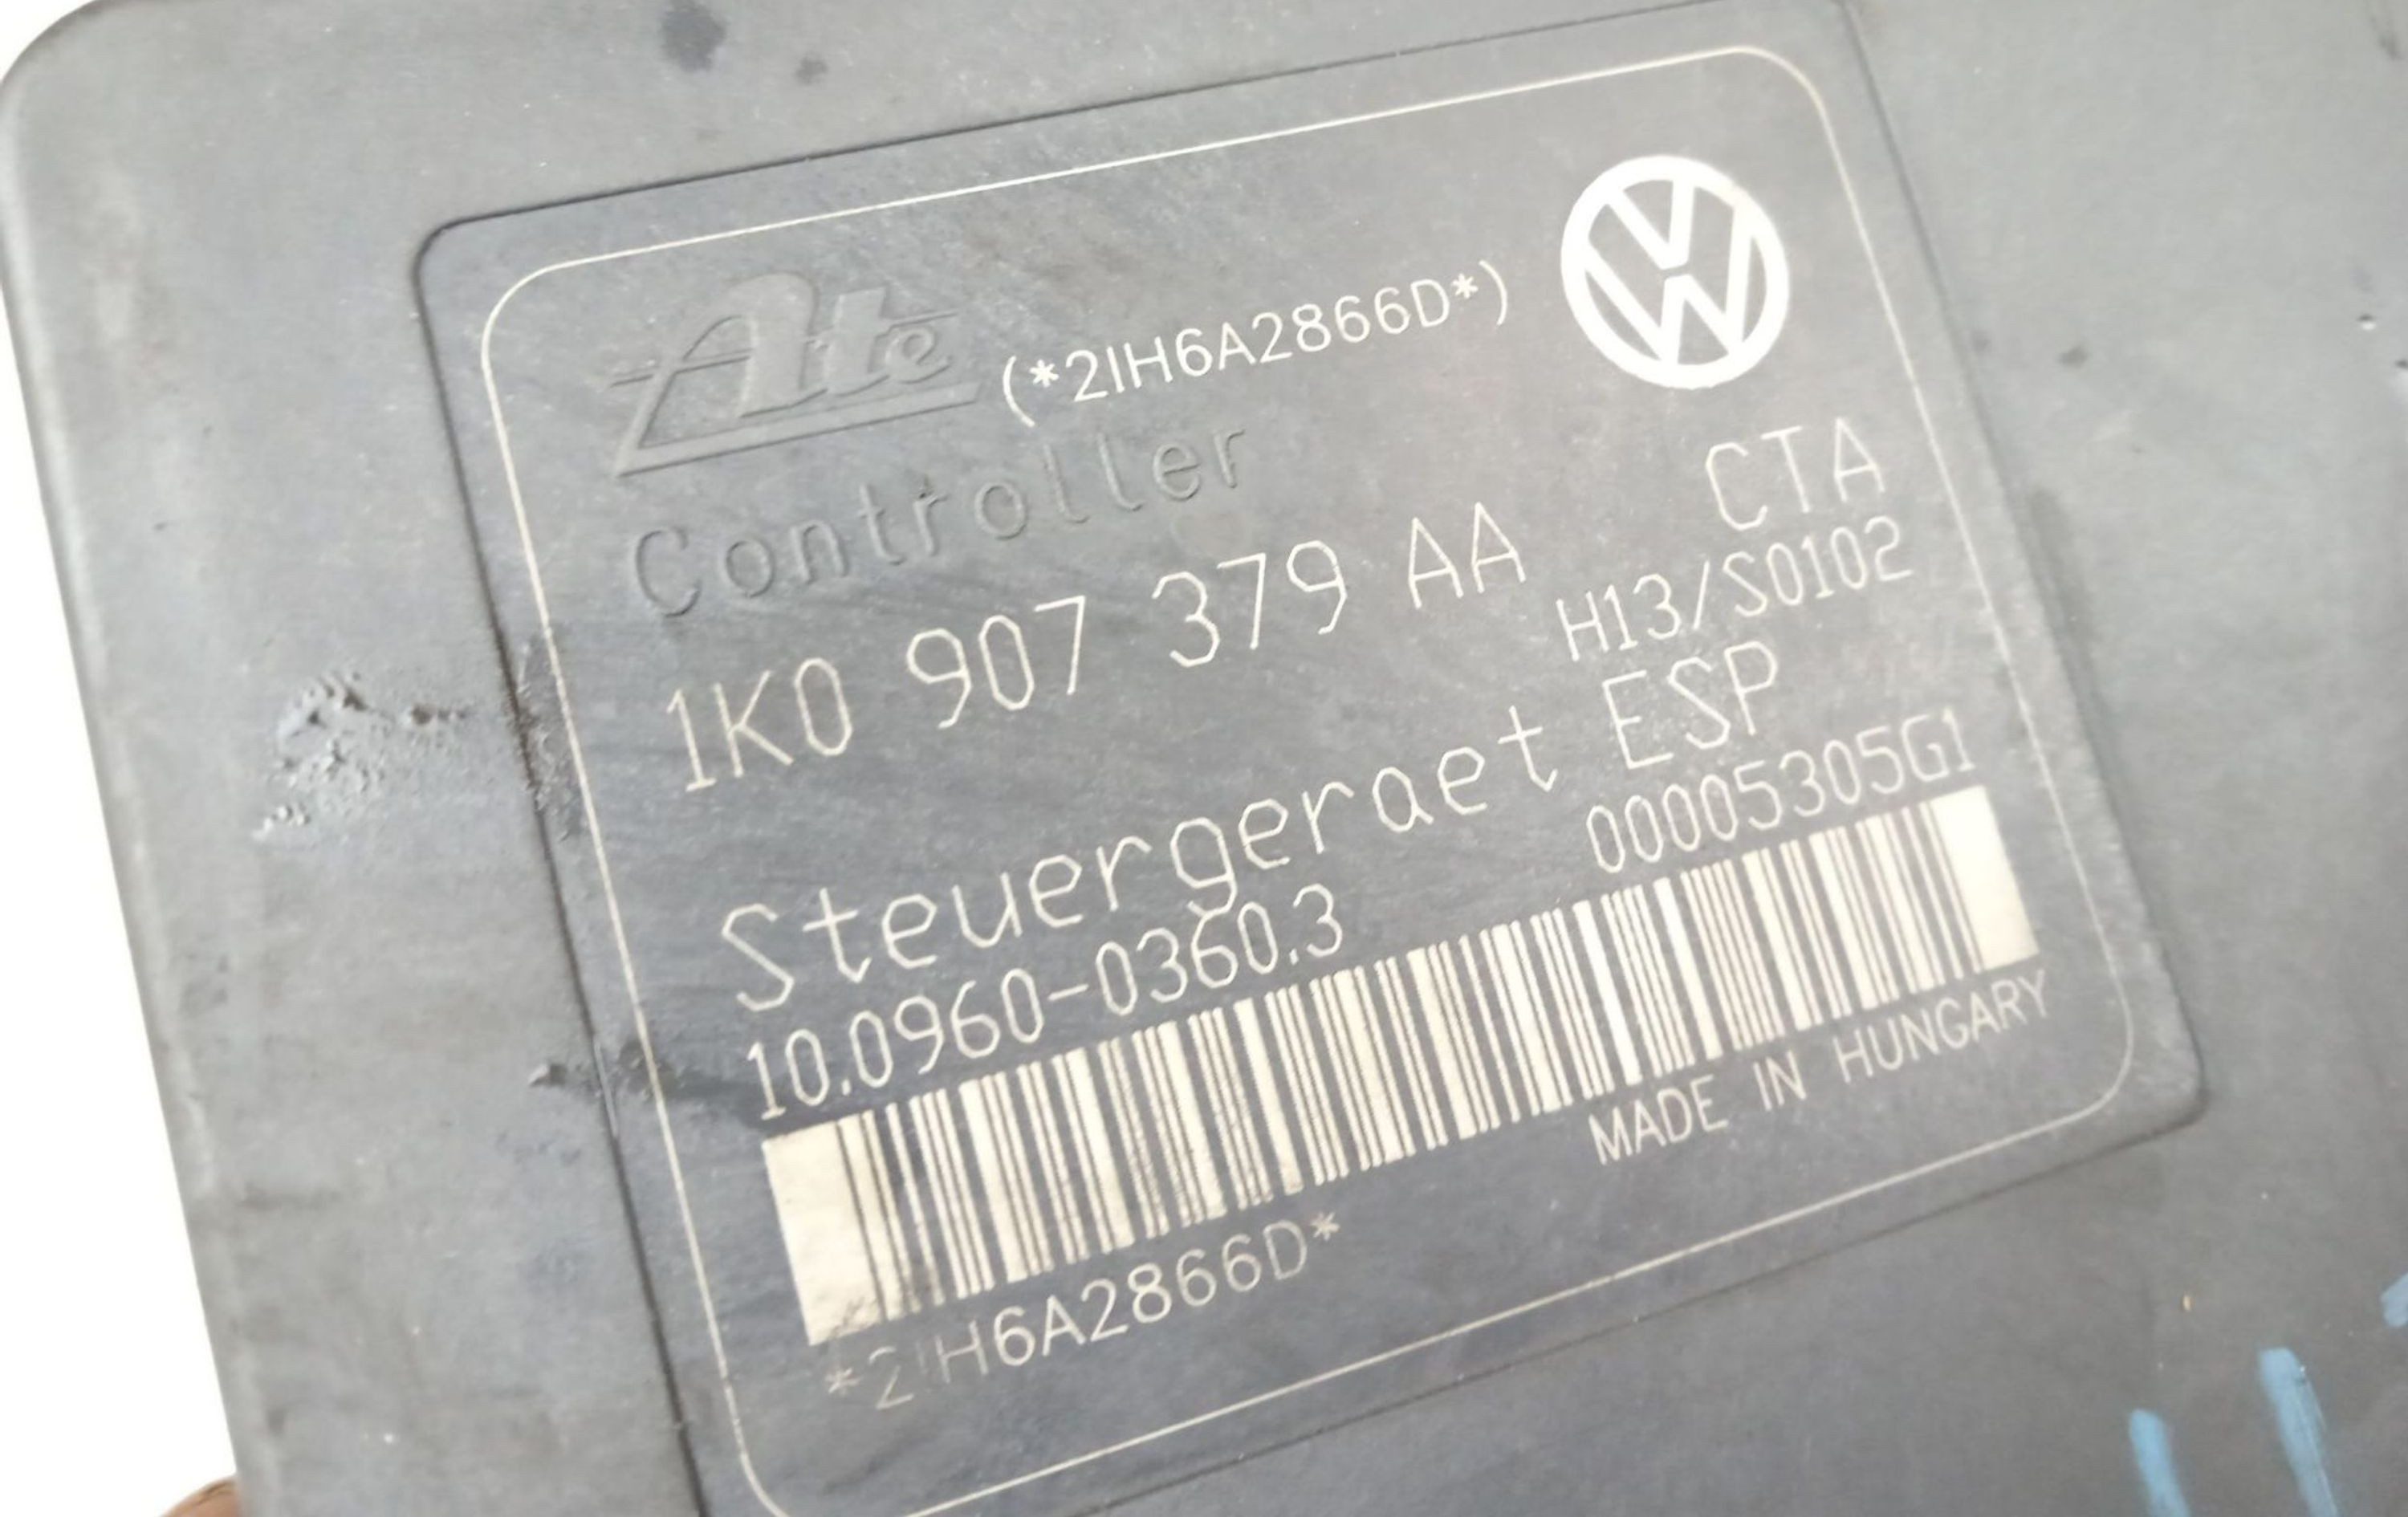 Ate (*2IH6A2866D*)
Controller
CTA
1K0 907 379 AA
H13/S0102
Steuergeraet ESP
10.0960-0360.3
00005305G1
MADE IN HUNGARY
*2IH6A2866D*